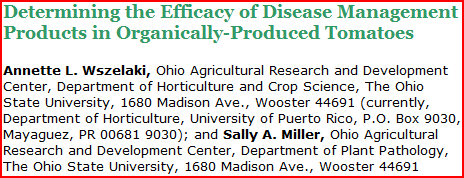 Determining the Efficacy of Disease Management
Products in Organically-Produced Tomatoes
Annette L. Wszelaki, Ohio Agricultural Research and Development
Center, Department of Horticulture and Crop Science, The Ohio
State University, 1680 Madison Ave., Wooster 44691 (currently,
Department of Horticulture, University of Puerto Rico, P.O. Box 9030,
Mayaguez, PR 00681 9030); and Sally A. Miller, Ohio Agricultural
Research and Development Center, Department of Plant Pathology,
The Ohio State University, 1680 Madison Ave., Wooster 44691